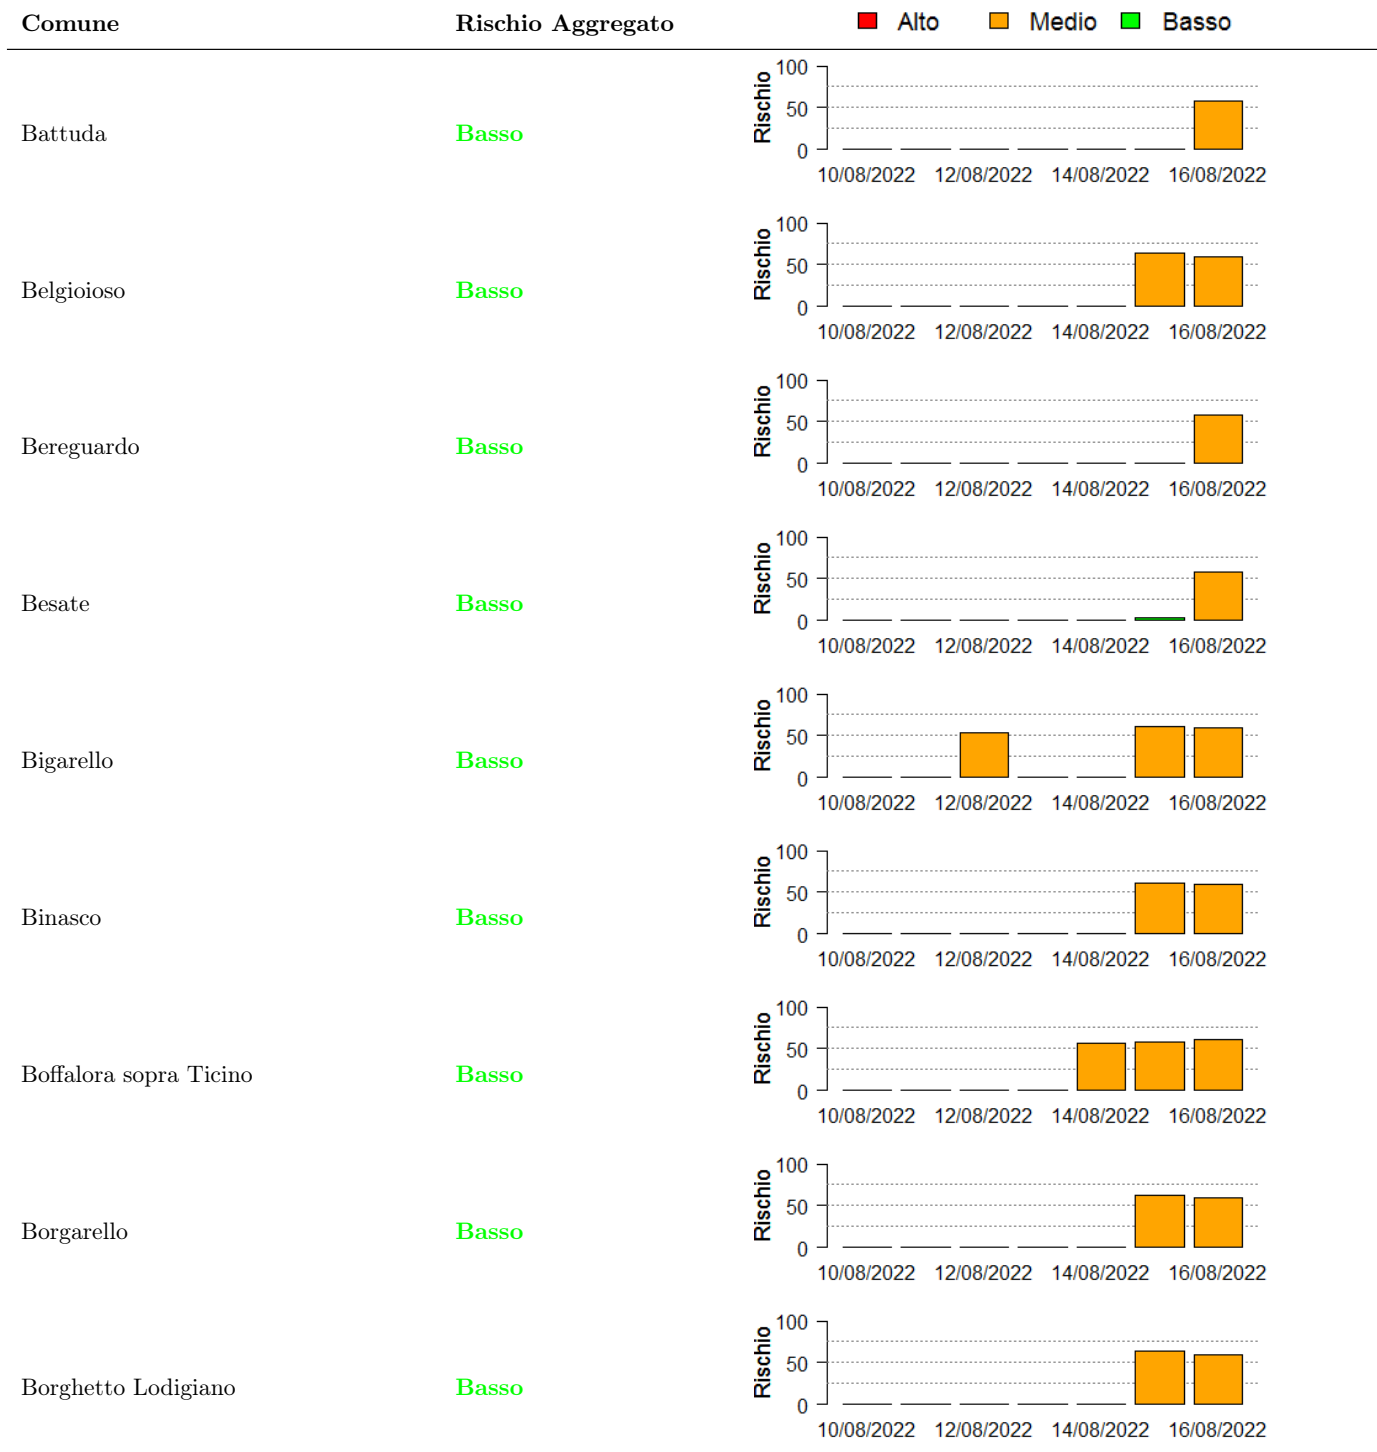 Comune Rischio Aggregato Alto Medio Basso
100
Rischio
50
Battuda Basso
0
10/08/2022 12/08/2022 14/08/2022 16/08/2022
100
Rischio
50
Belgioioso Basso
0
10/08/2022 12/08/2022 14/08/2022 16/08/2022
100
Rischio
50
Bereguardo Basso
0
10/08/2022 12/08/2022 14/08/2022 16/08/2022
100
Rischio
50
Besate Basso
0
10/08/2022 12/08/2022 14/08/2022 16/08/2022
100
Rischio
50
Bigarello Basso
0
10/08/2022 12/08/2022 14/08/2022 16/08/2022
100
Rischio
50
Binasco Basso
0
10/08/2022 12/08/2022 14/08/2022 16/08/2022
100
Rischio
50
Boffalora sopra Ticino Basso
0
10/08/2022 12/08/2022 14/08/2022 16/08/2022
100
Rischio
50
Borgarello Basso
0
10/08/2022 12/08/2022 14/08/2022 16/08/2022
100
Rischio
50
Borghetto Lodigiano Basso
0
10/08/2022 12/08/2022 14/08/2022 16/08/2022